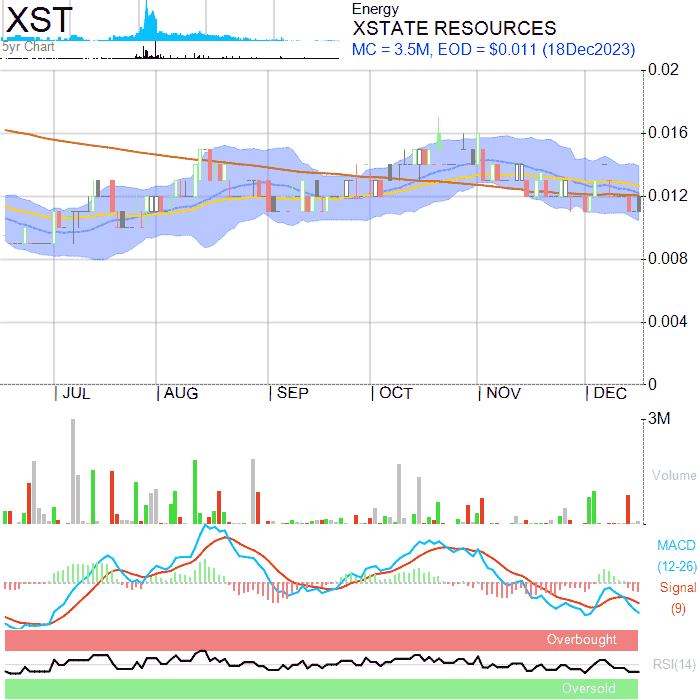 XST
5yr Chart
Energy
XSTATE RESOURCES
MC = 3.5M, EOD = $0.011 (18Dec2023)
0.02
0.016
0.012
0.008
0.004
0
JUL AUG SEP OCT NOV DEC
3M
Volume
MACD
(12-26)
Signal
(9)
Overbought
RSI(14)
Oversold